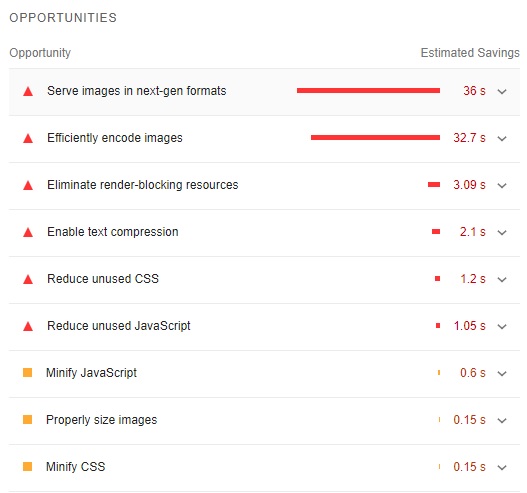 OPPORTUNITIES
Opportunity Estimated Savings
Serve images in next-gen formats 36 s
Efficiently encode images 32.7 s
Eliminate render-blocking resources 3.09 s
Enable text compression 2.1 s
Reduce unused CSS 1.2 s
Reduce unused JavaScript 1.05 s
Minify JavaScript 0.6 s
Properly size images 0.15 s
Minify CSS 0.15 s